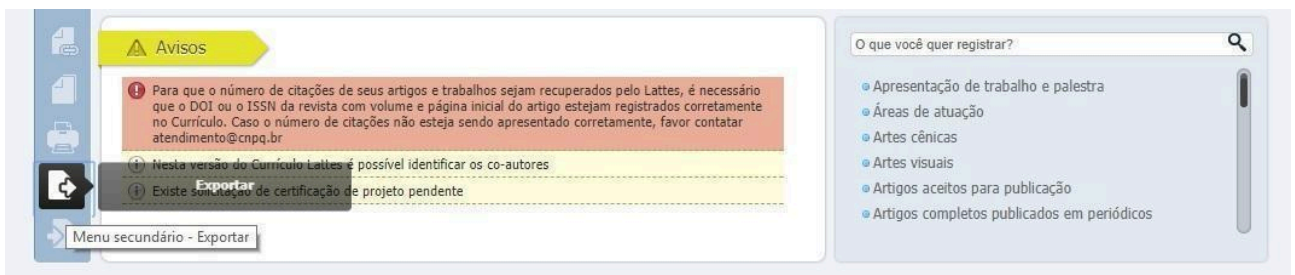 Avisos
Para que o número de citações de seus artigos e trabalhos sejam recuperados pelo Lattes, é necessário
que o DOI ou o ISSN da revista com volume e página inicial do artigo estejam registrados corretamente
no Currículo. Caso o número de citações não esteja sendo apresentado corretamente, favor contatar
atendimento@cnpq.br
Nesta versão do Currículo Lattes é possível identificar os co-autores
Existe solicitação de certificação de projeto pendente
Exportar
Menu secundário - Exportar
O que você quer registrar?
Apresentação de trabalho e palestra
Áreas de atuação
Artes cênicas
Artes visuais
Artigos aceitos para publicação
Artigos completos publicados em periódicos